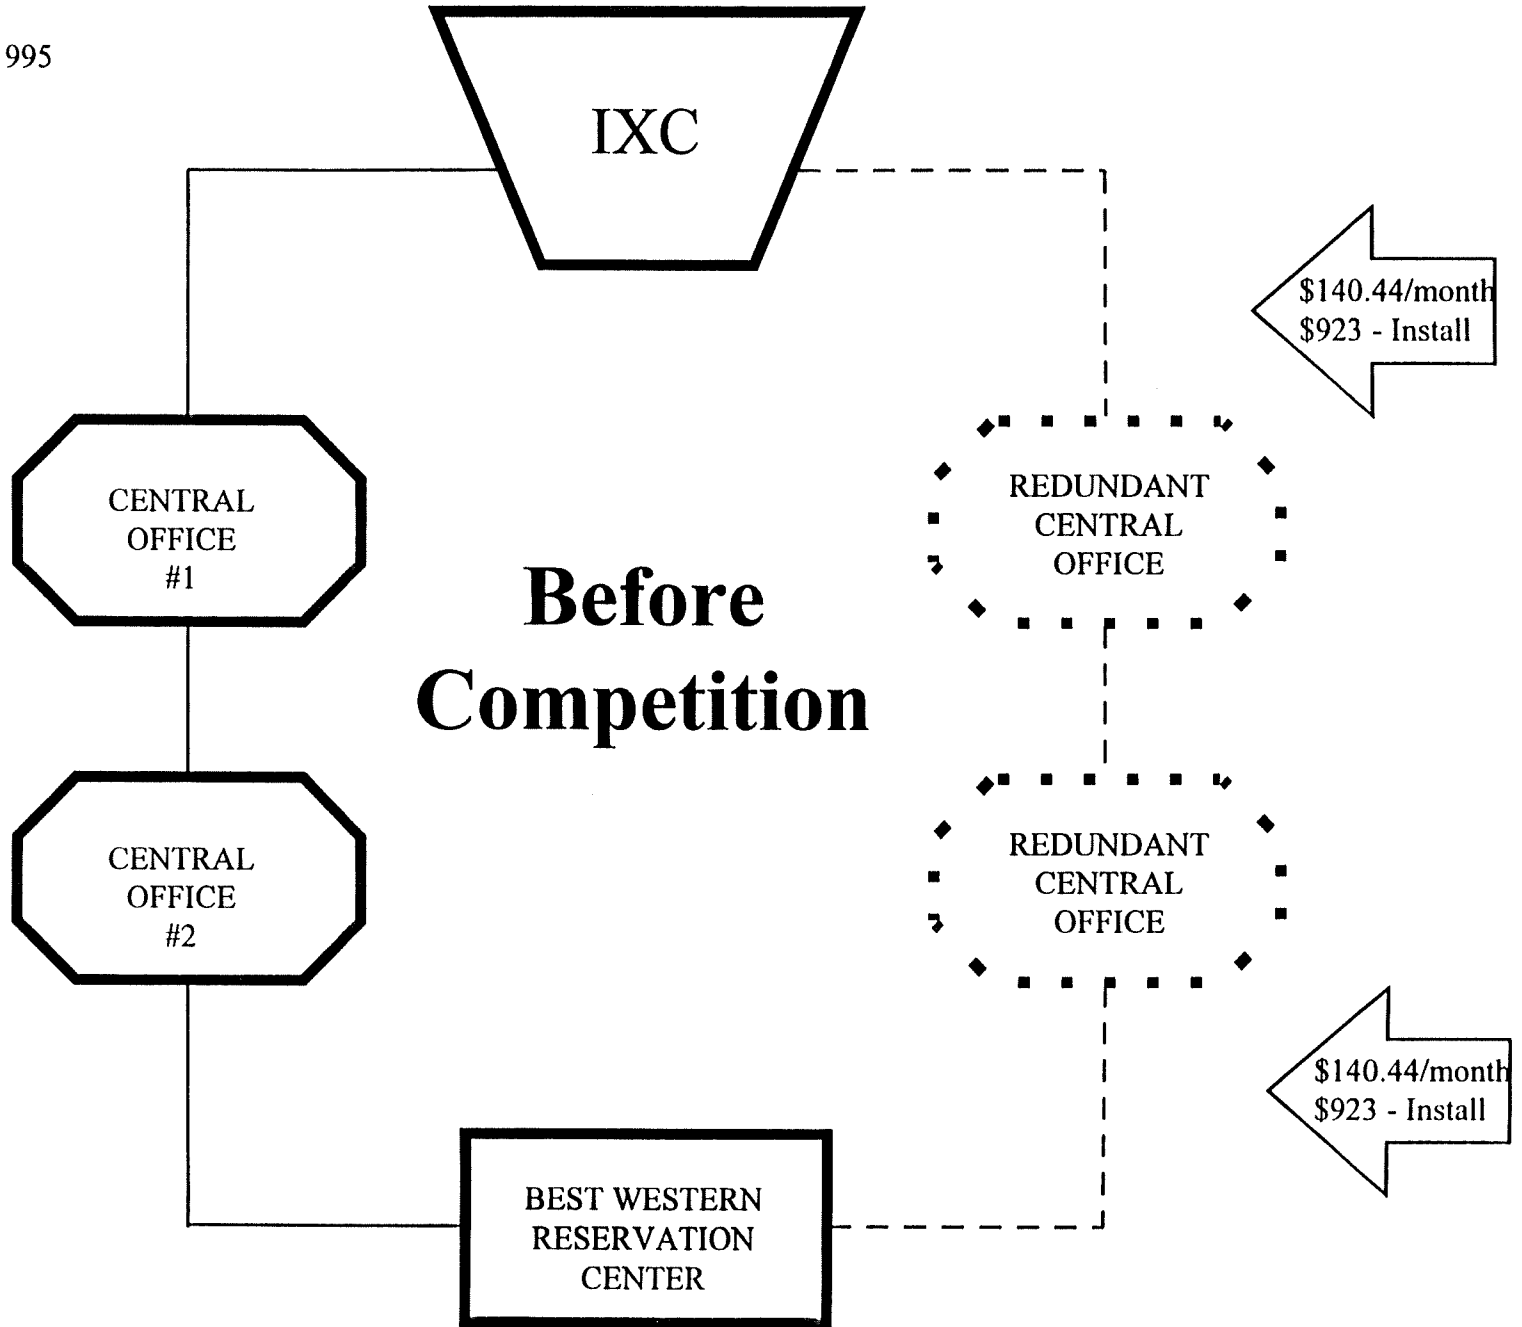 995
IXC
$140.44/month
$923 - Install
CENTRAL
OFFICE
#1
REDUNDANT
CENTRAL
OFFICE
Before
Competition
CENTRAL
OFFICE
#2
REDUNDANT
CENTRAL
OFFICE
$140.44/month
$923 - Install
BEST WESTERN
RESERVATION
CENTER